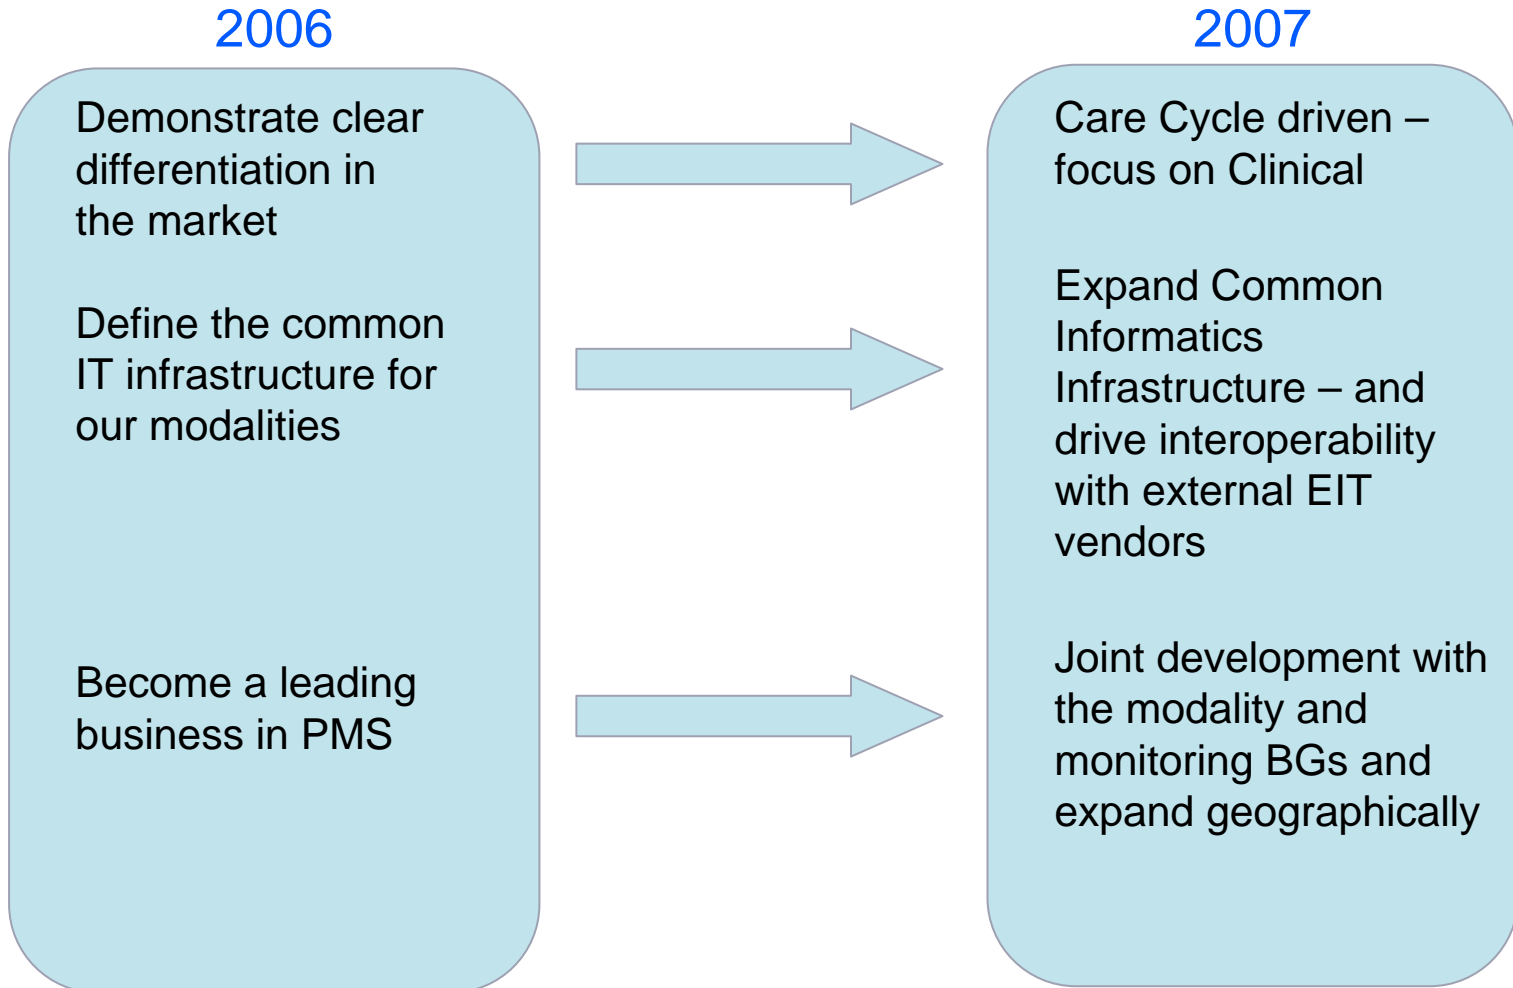 2006
Demonstrate clear
differentiation in
the market
Define the common
IT infrastructure for
our modalities
Become a leading
business in PMS
2007
Care Cycle driven –
focus on Clinical
Expand Common
Informatics
Infrastructure – and
drive interoperability
with external EIT
vendors
Joint development with
the modality and
monitoring BGs and
expand geographically